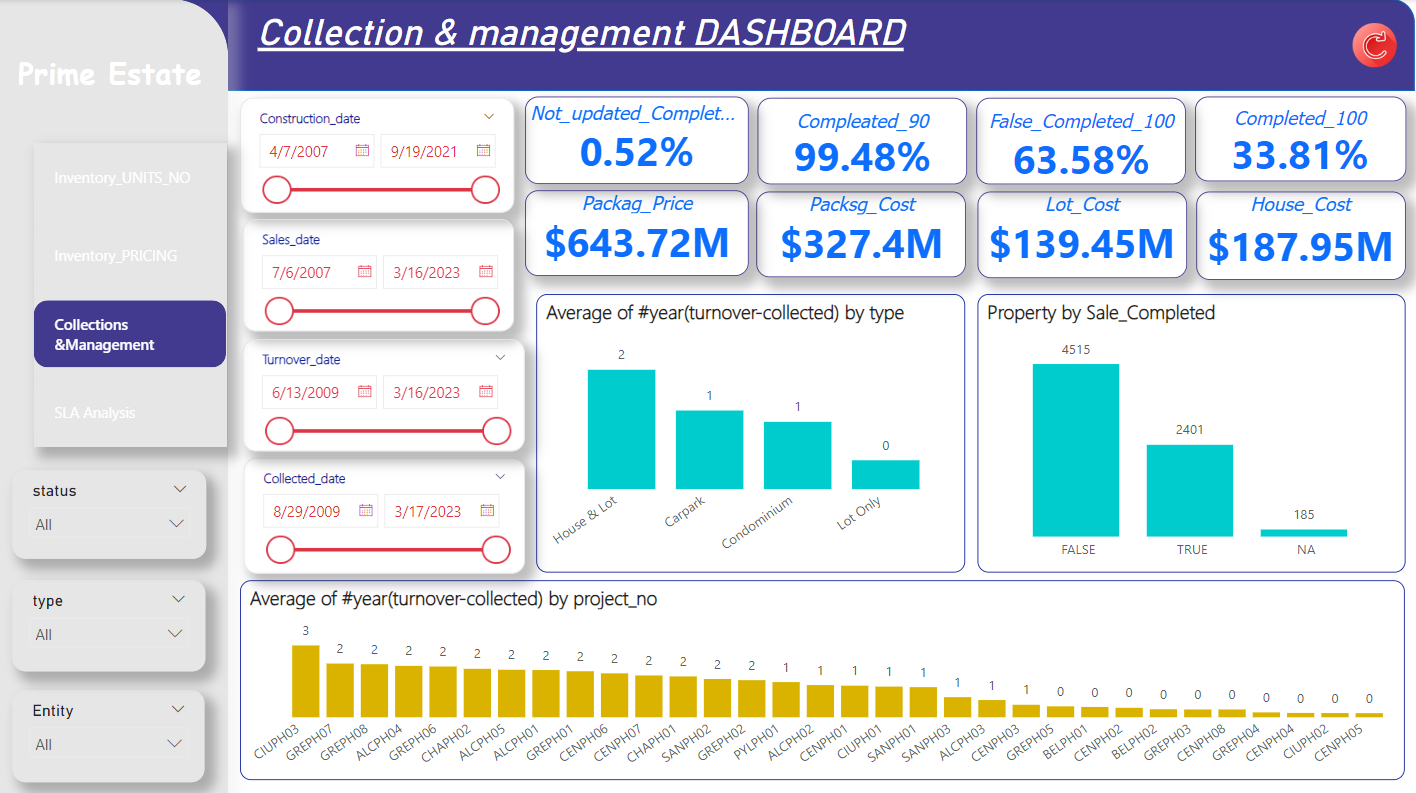 Collection & management DASHBOARD
Prime Estate
Inventory_UNITS_NO
Inventory_PRICING
Collections
&Management
SLA Analysis
status
All
type
All
Entity
All
Construction_date
4/7/2007 9/19/2021
Sales_date
7/6/2007 3/16/2023
Turnover_date
6/13/2009 3/16/2023
Collected_date
8/29/2009 3/17/2023
Not_updated_Complet...
0.52%
Compleated_90
99.48%
False_Completed_100
63.58%
Completed_100
33.81%
Packag_Price
$643.72M
Packsg_Cost
$327.4M
Lot_Cost
$139.45M
House_Cost
$187.95M
Average of #year(turnover-collected) by type
2 1 1 0
House & Lot Carpark Condominium Lot Only
Property by Sale_Completed
4515 2401 185
FALSE TRUE NA
Average of #year(turnover-collected) by project_no
3 2 2 2 2 2 2 2 2 2 2 2 2 2 1 1 1 1 1 1 1 1 0 0 0 0 0 0 0 0 0 0
CIUPH03 GREPH07 GREPH08 ALCPH04 GREPH06 CHAPH02 ALCPH05 ALCPH01 GREPH01 CENPH06 CENPH07 CHAPH01 SANPH02 GREPH02 PYLPH01 ALCPH02 CENPH01 CIUPH01 SANPH01 SANPH03 ALCPH03 CENPH03 GREPH05 BELPH01 CENPH02 BELPH02 GREPH03 CENPH08 GREPH04 CENPH04 CIUPH02 CENPH05